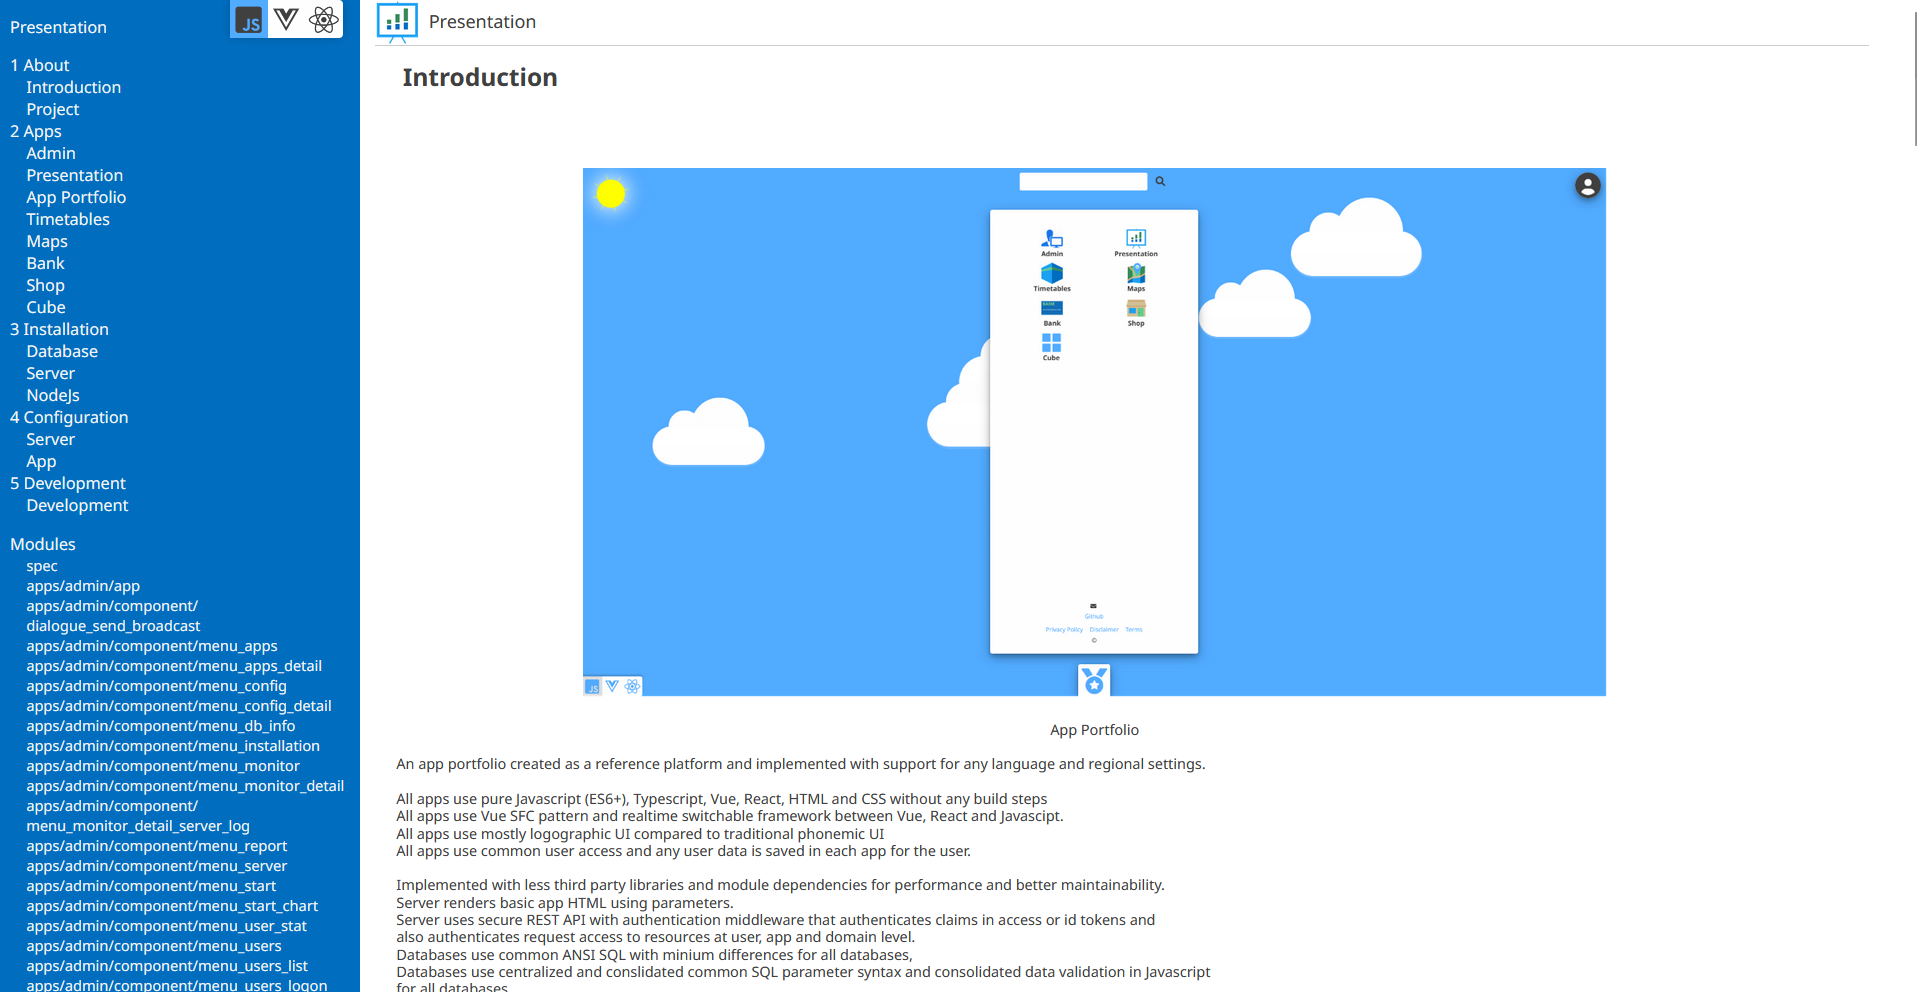 Presentation
JS
1 About
Introduction
Project
2 Apps
Admin
Presentation
App Portfolio
Timetables
Maps
Bank
Shop
Cube
3 Installation
Database
Server
NodeJs
4 Configuration
Server
App
5 Development
Development
Modules
spec
apps/admin/app
apps/admin/component/
dialogue_send_broadcast
apps/admin/component/menu_apps
apps/admin/component/menu_apps_detail
apps/admin/component/menu_config
apps/admin/component/menu_config_detail
apps/admin/component/menu_db_info
apps/admin/component/menu_installation
apps/admin/component/menu_monitor
apps/admin/component/menu_monitor_detail
apps/admin/component/
menu_monitor_detail_server_log
apps/admin/component/menu_report
apps/admin/component/menu_server
apps/admin/component/menu_start
apps/admin/component/menu_start_chart
apps/admin/component/menu_user_stat
apps/admin/component/menu_users
apps/admin/component/menu_users_list
apps/admin/component/menu_users_logon
Presentation
Introduction
Admin
Presentation
Timetables
Maps
Bank
Shop
Cube
Github
Privacy Policy Disclaimer Terms
©
JS
App Portfolio
An app portfolio created as a reference platform and implemented with support for any language and regional settings.
All apps use pure Javascript (ES6+), Typescript, Vue, React, HTML and CSS without any build steps
All apps use Vue SFC pattern and realtime switchable framework between Vue, React and Javascipt.
All apps use mostly logographic UI compared to traditional phonemic UI
All apps use common user access and any user data is saved in each app for the user.
Implemented with less third party libraries and module dependencies for performance and better maintainability.
Server renders basic app HTML using parameters.
Server uses secure REST API with authentication middleware that authenticates claims in access or id tokens and
also authenticates request access to resources at user, app and domain level.
Databases use common ANSI SQL with minium differences for all databases,
Databases use centralized and conslidated common SQL parameter syntax and consolidated data validation in Javascript
for all databases